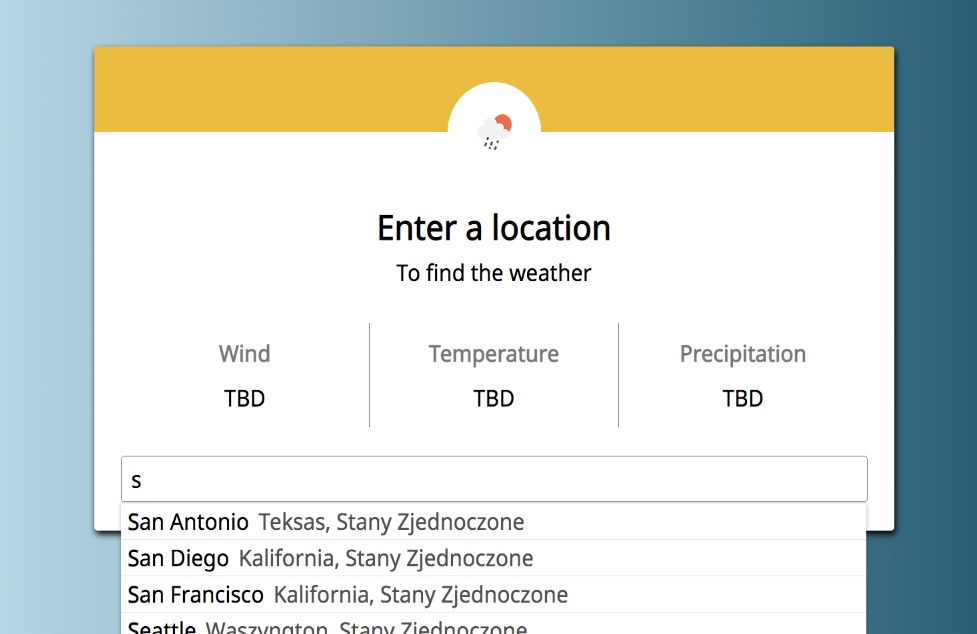 Enter a location
To find the weather
Wind Temperature Precipitation
TBD TBD TBD
s
San Antonio Teksas, Stany Zjednoczone
San Diego Kalifornia, Stany Zjednoczone
San Francisco Kalifornia, Stany Zjednoczone
Seattle Waszyngton, Stany Zjednoczone